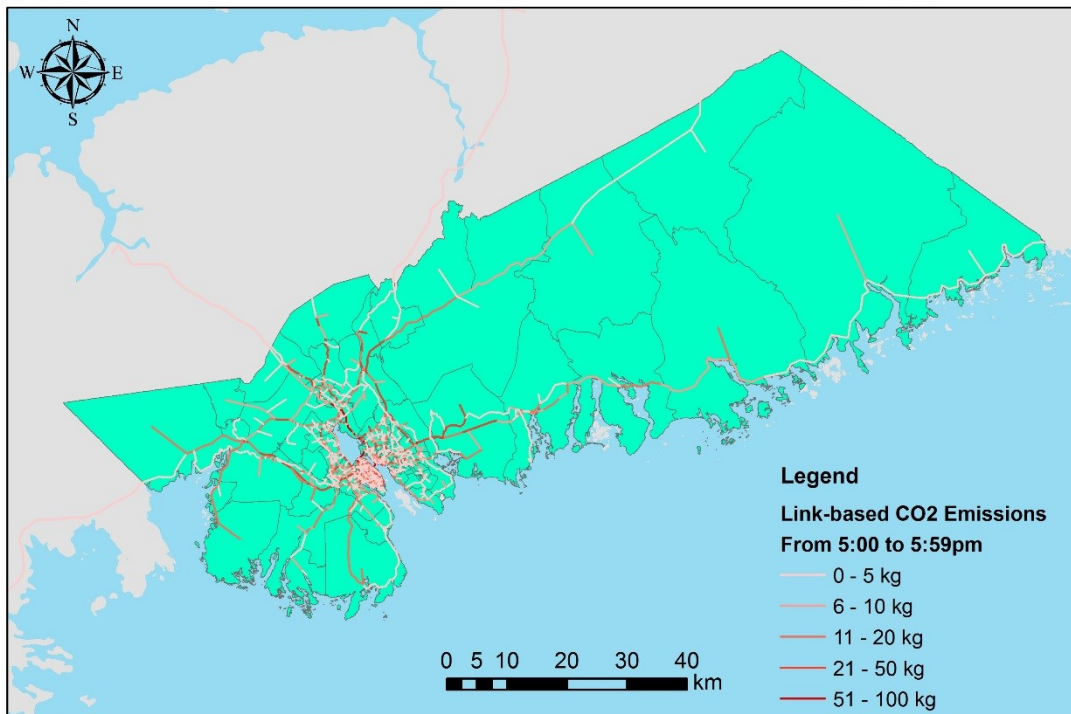 N
W E
S
Legend
Link-based CO2 Emissions
From 5:00 to 5:59pm
0 - 5 kg
6 - 10 kg
11 - 20 kg
21 - 50 kg
51 - 100 kg
0 5 10 20 30 40
km